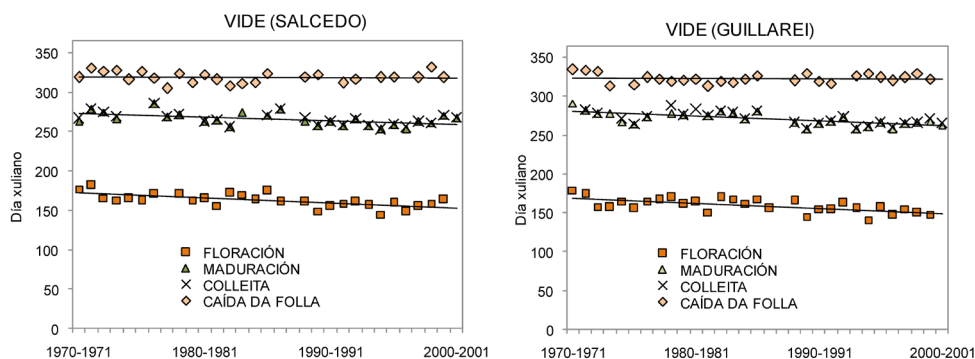 VIDE (SALCEDO)
Día xuliano
350
300
250
200
150
100
50
0
FLORACIÓN
MADURACIÓN
COLLEITA
CAÍDA DA FOLLA
1970-1971
1980-1981
1990-1991
2000-2001
VIDE (GUILLAREI)
Día xuliano
350
300
250
200
150
100
50
0
FLORACIÓN
MADURACIÓN
COLLEITA
CAÍDA DA FOLLA
1970-1971
1980-1981
1990-1991
2000-2001